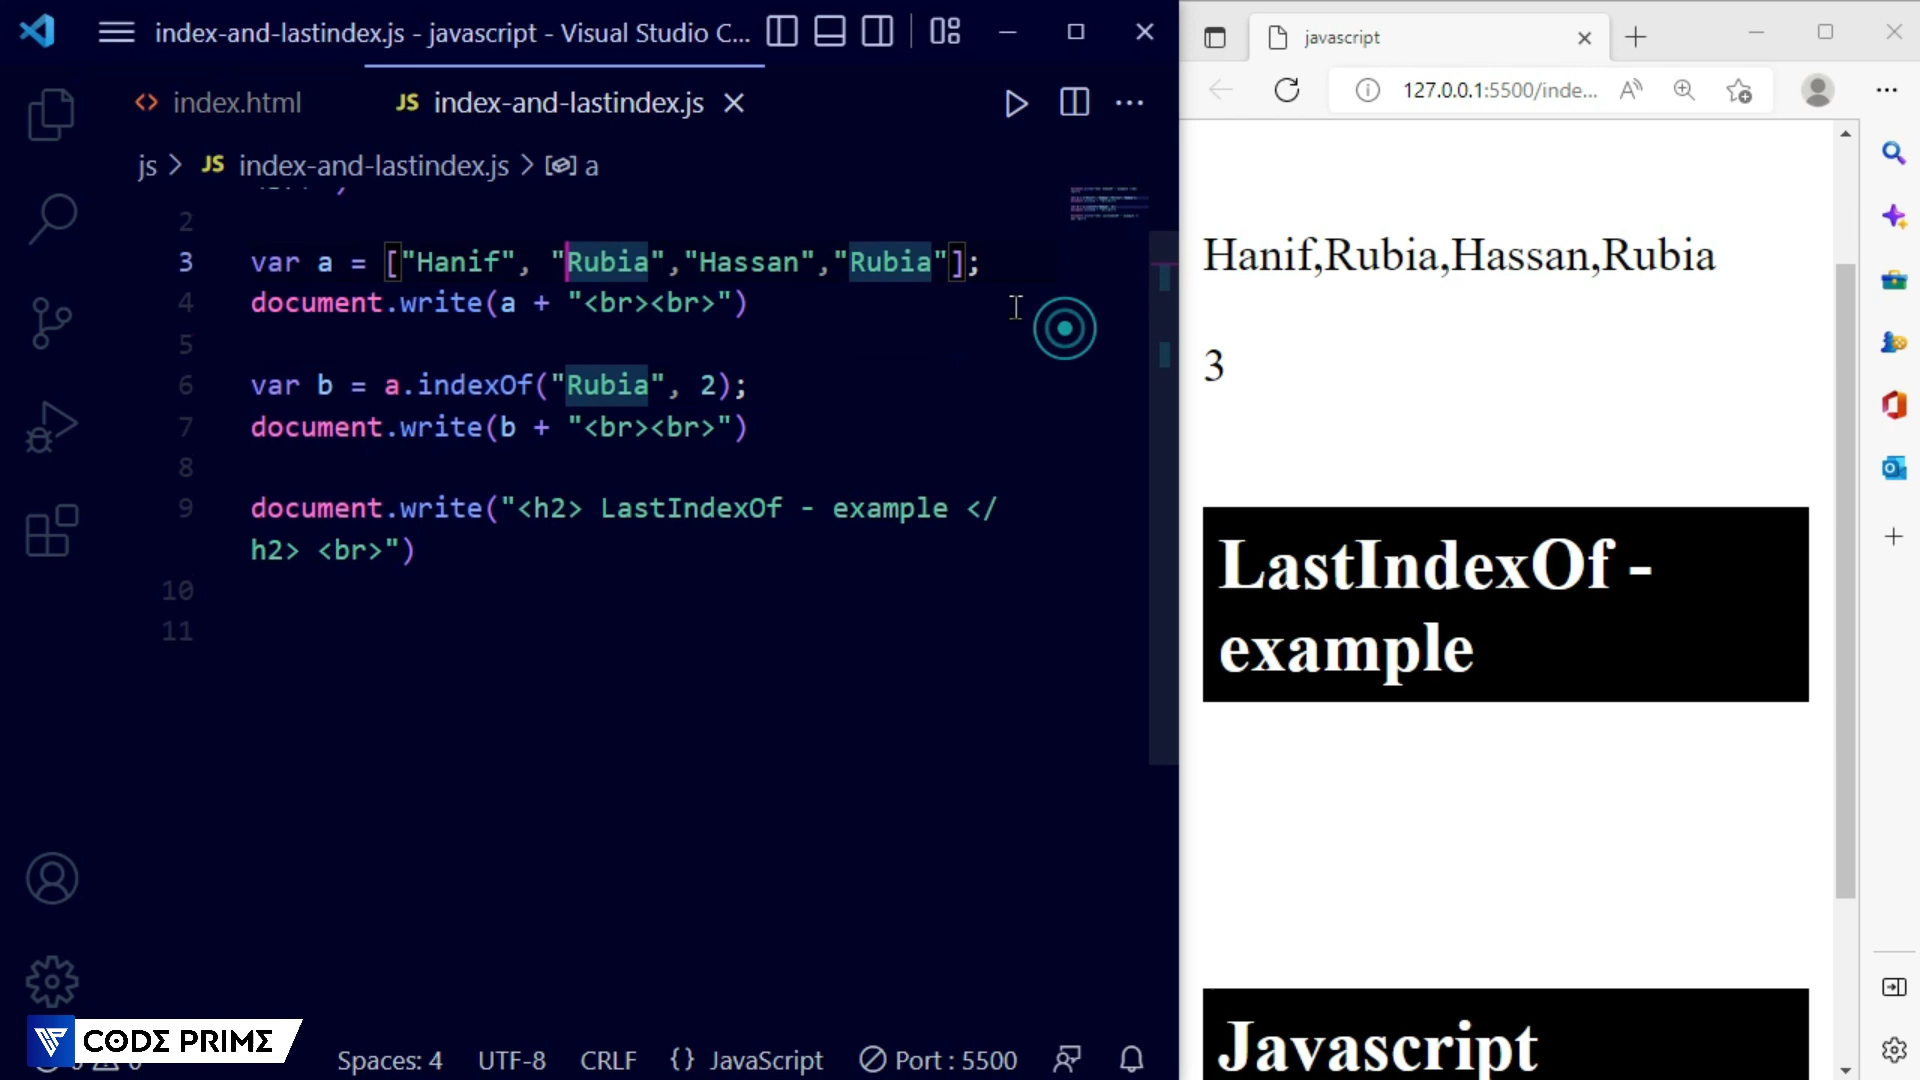 index-and-lastindex.js - javascript - Visual Studio C...
index.html
JS index-and-lastindex.js
js > JS index-and-lastindex.js > a
2
3 var a = ["Hanif", "Rubia","Hassan","Rubia"];
4 document.write(a + "<br><br>")
5
6 var b = a.indexOf("Rubia", 2);
7 document.write(b + "<br><br>")
8
9 document.write("<h2> LastIndexOf - example </
h2> <br>")
10
11
CODE PRIME
Spaces: 4 UTF-8 CRLF {} JavaScript Port : 5500
javascript
127.0.0.1:5500/inde...
Hanif,Rubia,Hassan,Rubia
3
LastIndexOf -
example
Javascript